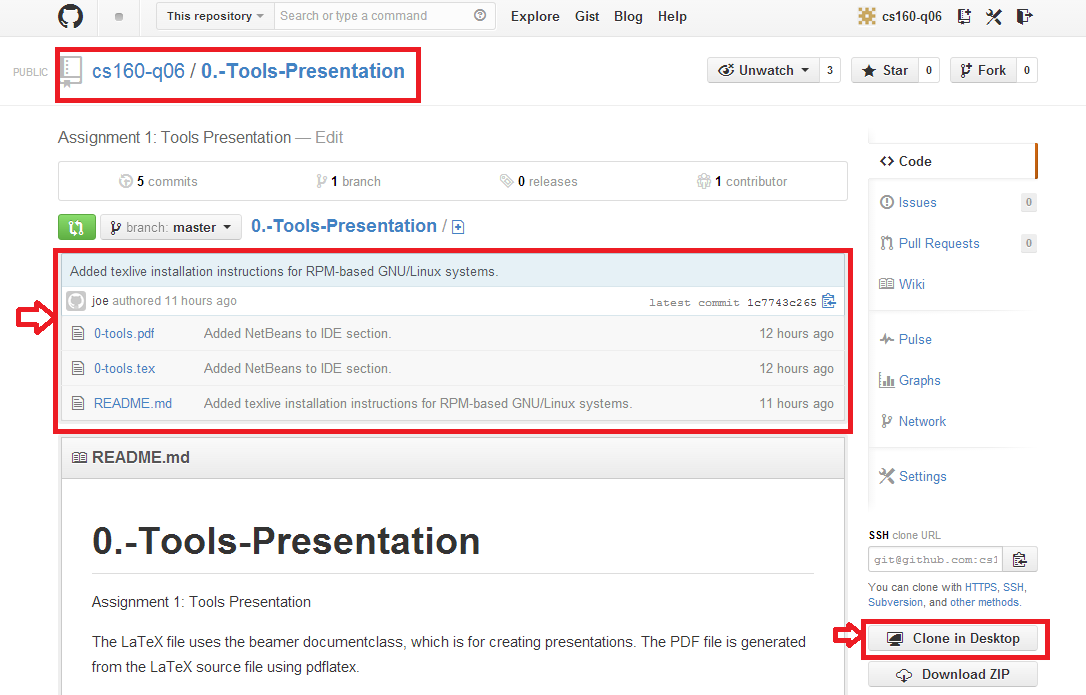 This repository Search or type a command Explore Gist Blog Help cs160-q06
PUBLIC cs160-q06 / 0.-Tools-Presentation Unwatch 3 Star 0 Fork 0
Assignment 1: Tools Presentation — Edit
5 commits 1 branch 0 releases 1 contributor
branch: master 0.-Tools-Presentation /
Added texlive installation instructions for RPM-based GNU/Linux systems.
joe authored 11 hours ago latest commit 1c7743c265
0-tools.pdf Added NetBeans to IDE section. 12 hours ago
0-tools.tex Added NetBeans to IDE section. 12 hours ago
README.md Added texlive installation instructions for RPM-based GNU/Linux systems. 11 hours ago
README.md
0.-Tools-Presentation
Assignment 1: Tools Presentation
The LaTeX file uses the beamer documentclass, which is for creating presentations. The PDF file is generated
from the LaTeX source file using pdflatex.
Code
Issues 0
Pull Requests 0
Wiki
Pulse
Graphs
Network
Settings
SSH clone URL
git@github.com:cs1
You can clone with HTTPS, SSH,
Subversion, and other methods.
Clone in Desktop
Download ZIP